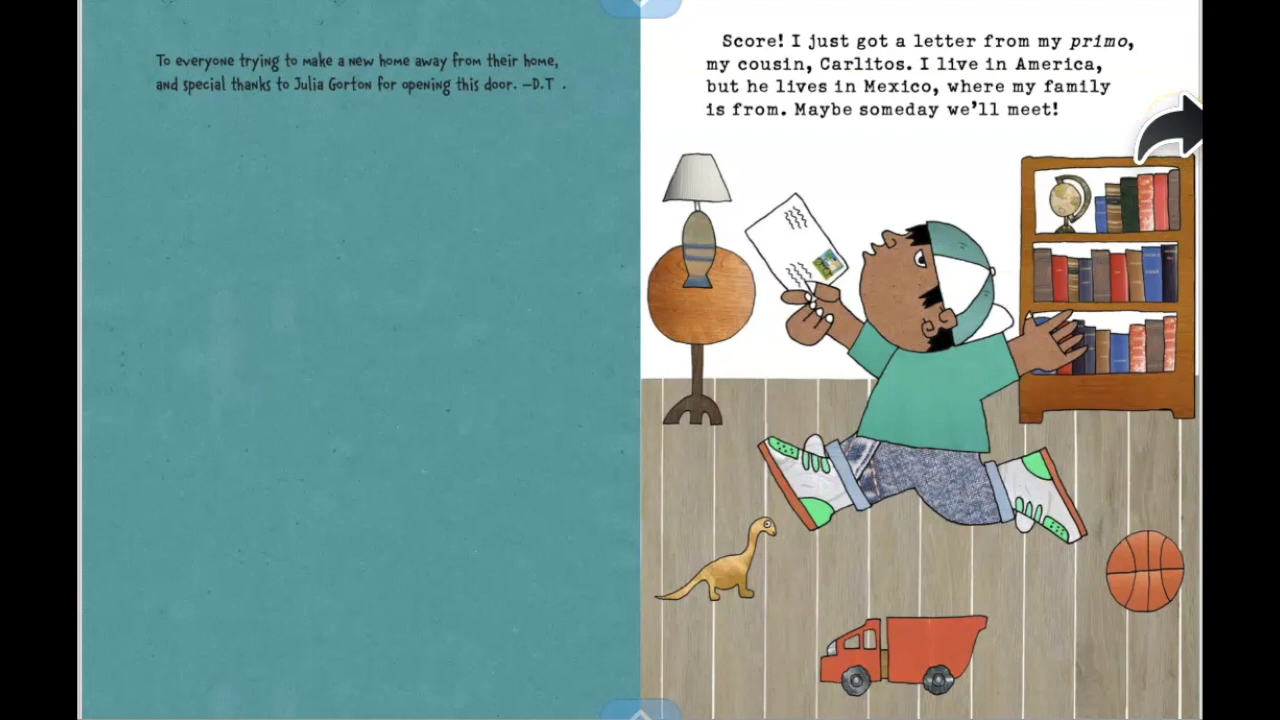 To everyone trying to make a new home away from their home,
and special thanks to Julia Gorton for opening this door. —D.T .
Score! I just got a letter from my primo,
my cousin, Carlitos. I live in America,
but he lives in Mexico, where my family
is from. Maybe someday we'll meet!